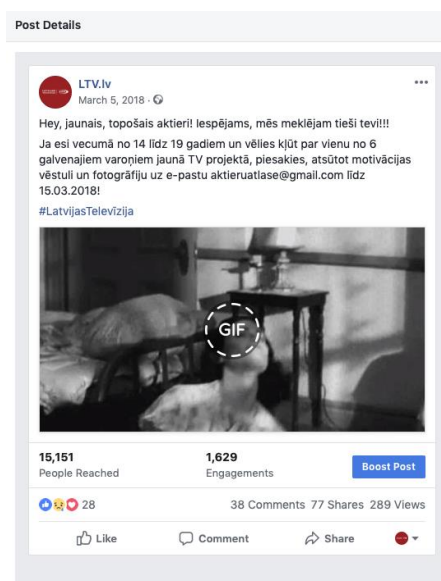 Post Details
LTV.lv
March 5, 2018 ·
Hey, jaunais, topošais aktieri! Iespējams, mēs meklējam tieši tevi!!!
Ja esi vecumā no 14 līdz 19 gadiem un vēlies kļūt par vienu no 6
galvenajiem varoņiem jaunā TV projektā, piesakies, atsūtot motivācijas
vēstuli un fotogrāfiju uz e-pastu aktieruatlase@gmail.com līdz
15.03.2018!
#LatvijasTelevīzija
GIF
15,151
People Reached
1,629
Engagements
Boost Post
28
38 Comments 77 Shares 289 Views
Like
Comment
Share